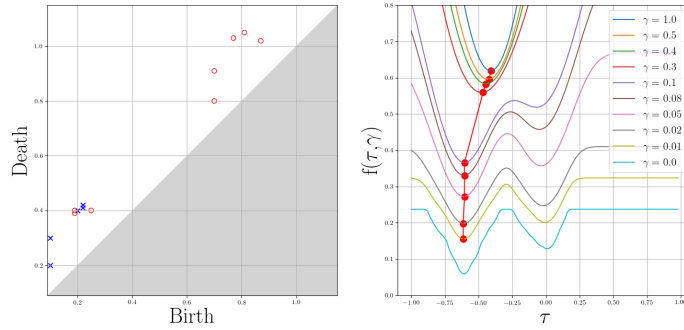 1.0
0.8
0.6
0.4
0.2
Death
0.2
0.4
0.6
0.8
1.0
Birth
0.8
0.7
0.6
0.5
0.4
0.3
0.2
0.1
0.0
f(τ,γ)
-1.00
-0.75
-0.50
-0.25
0.00
0.25
0.50
0.75
1.00
τ
γ = 1.0
γ = 0.5
γ = 0.4
γ = 0.3
γ = 0.1
γ = 0.08
γ = 0.05
γ = 0.02
γ = 0.01
γ = 0.0